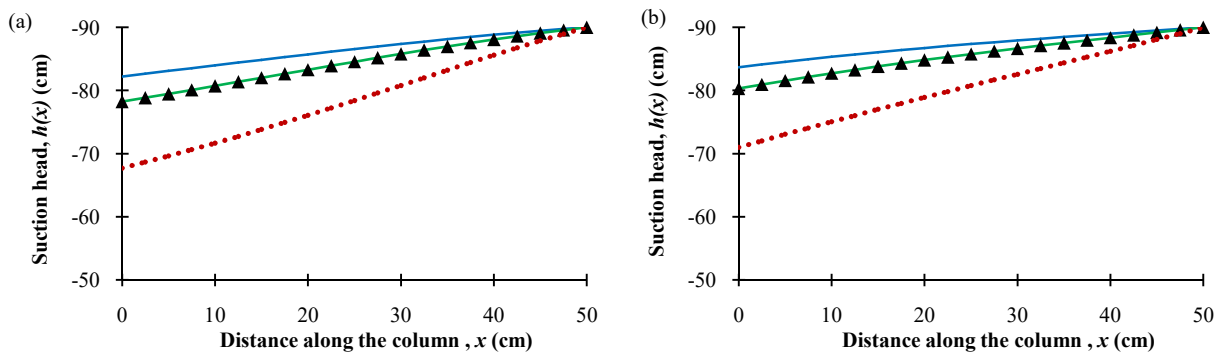 (a)
Suction head, h(x) (cm)
-90
-80
-70
-60
-50
0 10 20 30 40 50
Distance along the column , x (cm)
(b)
Suction head, h(x) (cm)
-90
-80
-70
-60
-50
0 10 20 30 40 50
Distance along the column , x (cm)